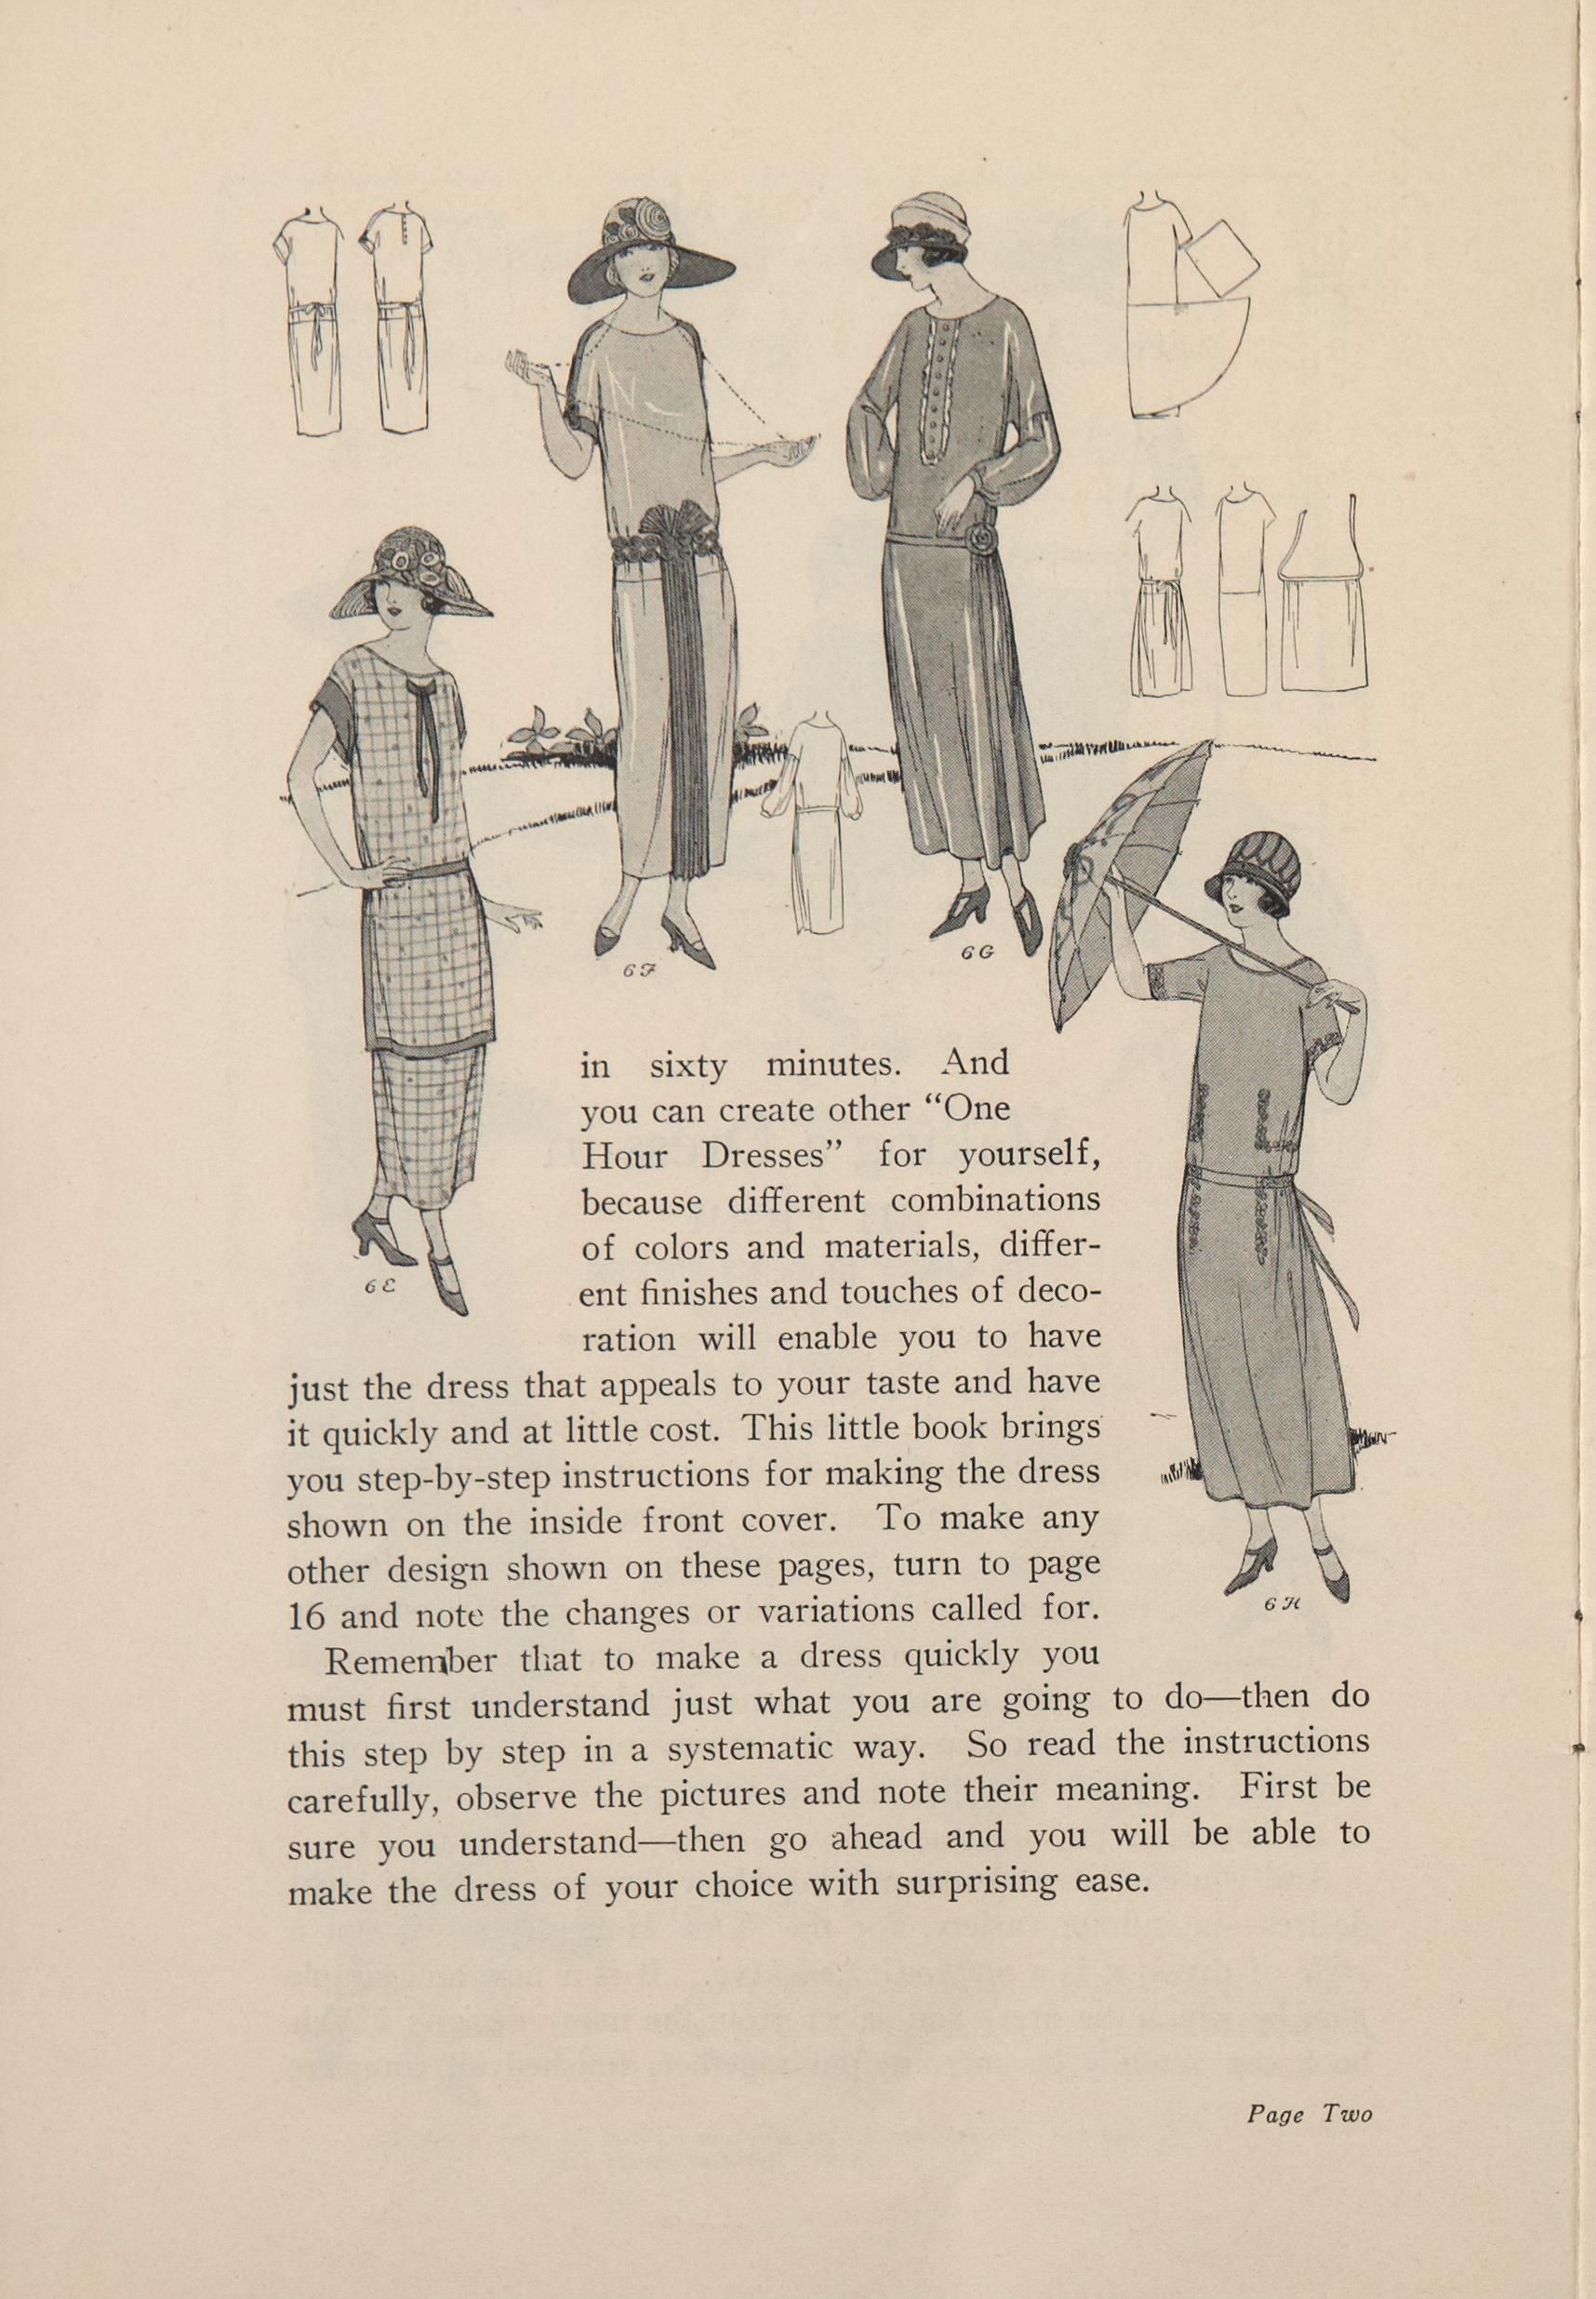 6F
6G
in sixty minutes. And
you can create other “One
Hour Dresses” for yourself,
because different combinations
of colors and materials, differ-
ent finishes and touches of deco-
ration will enable you to have
just the dress that appeals to your taste and have
it quickly and at little cost. This little book brings
you step-by-step instructions for making the dress
shown on the inside front cover. To make any
other design shown on these pages, turn to page
16 and note the changes or variations called for.
Remember that to make a dress quickly you
must first understand just what you are going to do—then do
this step by step in a systematic way. So read the instructions
carefully, observe the pictures and note their meaning. First be
sure you understand—then go ahead and you will be able to
make the dress of your choice with surprising ease.
6E
6H
Page Two